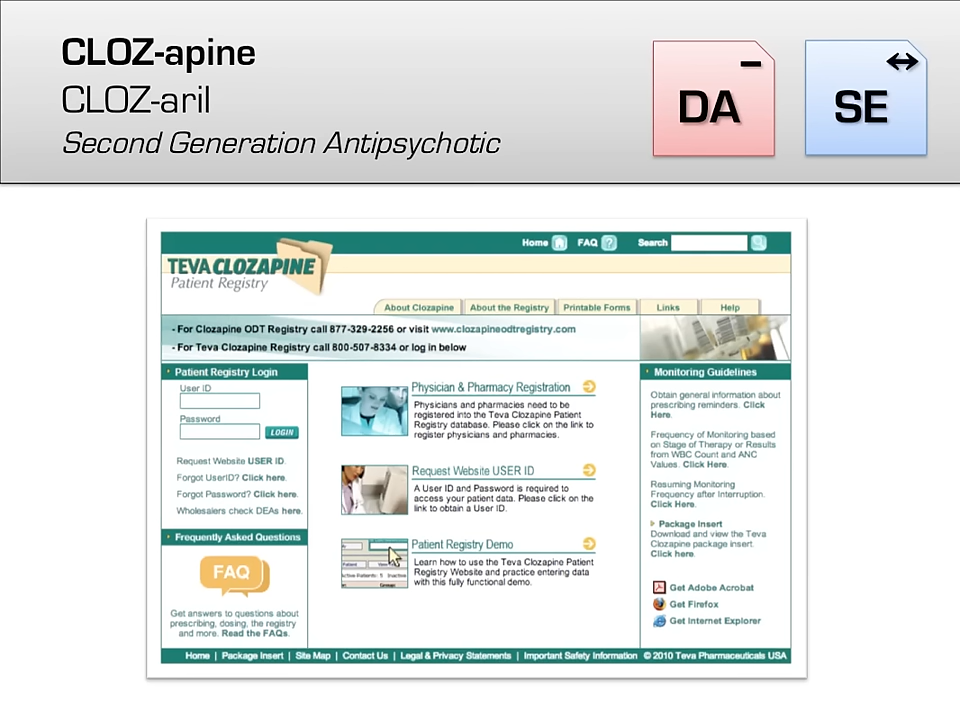 CLOZ-apine
CLOZ-aril
Second Generation Antipsychotic
DA
SE
Home
FAQ
Search
TEVA CLOZAPINE
Patient Registry
About Clozapine
About the Registry
Printable Forms
Links
Help
- For Clozapine ODT Registry call 877-329-2256 or visit www.clozapineodtregistry.com
- For Teva Clozapine Registry call 800-507-8334 or log in below
Patient Registry Login
User ID
Password
LOGIN
Request Website USER ID.
Forgot UserID? Click here.
Forgot Password? Click here.
Wholesalers check DEAs here.
Frequently Asked Questions
FAQ
Get answers to questions about
prescribing, dosing, the registry
and more. Read the FAQs.
Physician & Pharmacy Registration
Physicians and pharmacies need to be
registered into the Teva Clozapine Patient
Registry database. Please click on the link to
register physicians and pharmacies.
Request Website USER ID
A User ID and Password is required to
access your patient data. Please click on the
link to obtain a User ID.
Patient Registry Demo
Learn how to use the Teva Clozapine Patient
Registry Website and practice entering data
with this fully functional demo.
Monitoring Guidelines
Obtain general information about
prescribing reminders. Click
Here.
Frequency of Monitoring based
on Stage of Therapy or Results
from WBC Count and ANC
Values. Click Here.
Resuming Monitoring
Frequency after Interruption.
Click Here.
Package Insert
Download and view the Teva
Clozapine package insert.
Click here.
Get Adobe Acrobat
Get Firefox
Get Internet Explorer
Home | Package Insert | Site Map | Contact Us | Legal & Privacy Statements | Important Safety Information © 2010 Teva Pharmaceuticals USA